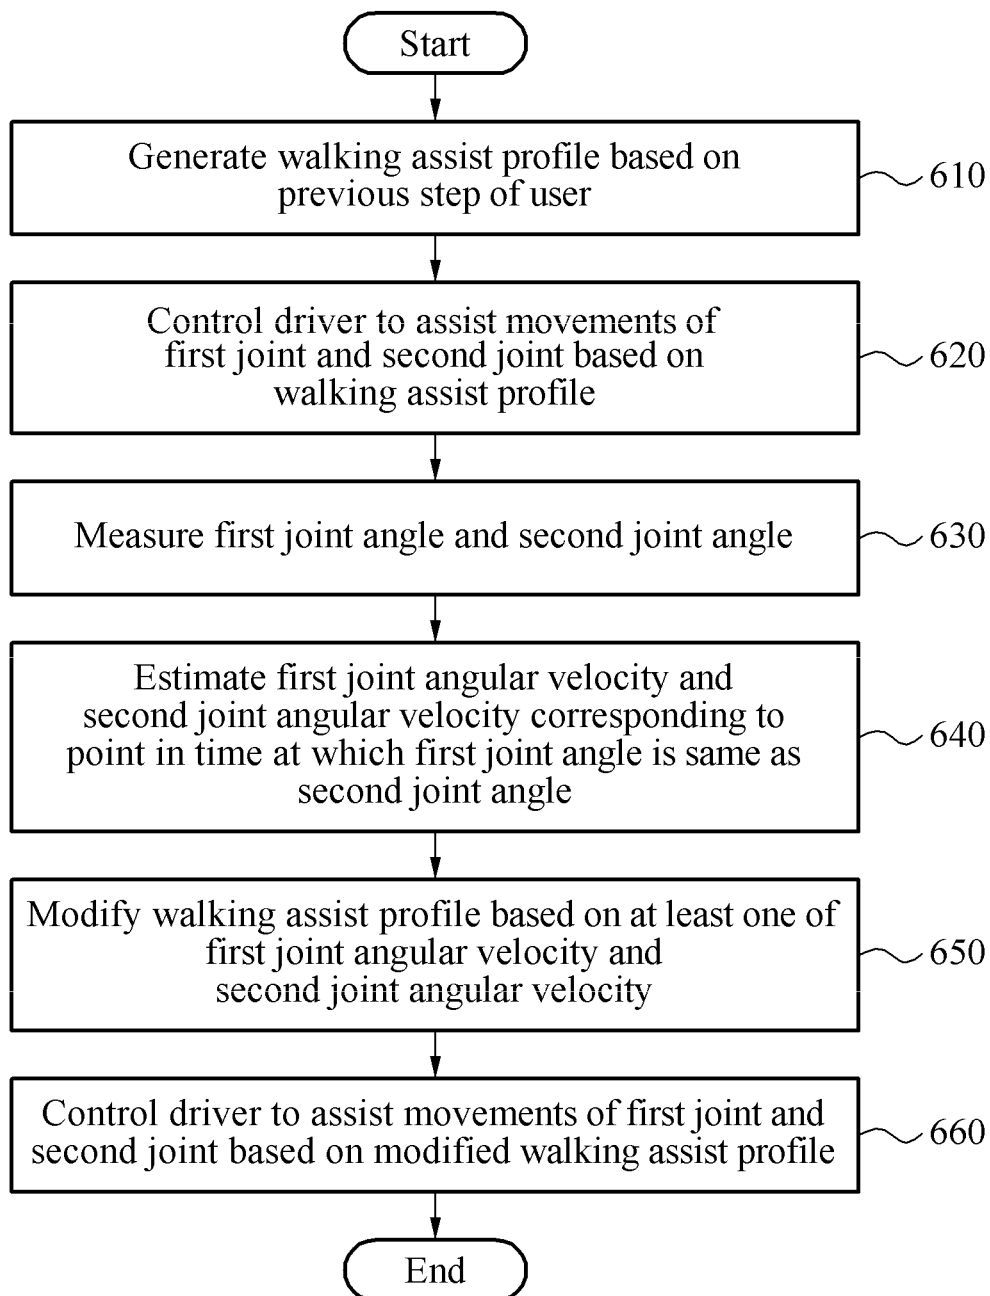 Start
Generate walking assist profile based on
previous step of user
610
Control driver to assist movements of
first joint and second joint based on
walking assist profile
620
Measure first joint angle and second joint angle
630
Estimate first joint angular velocity and
second joint angular velocity corresponding to
point in time at which first joint angle is same as
second joint angle
640
Modify walking assist profile based on at least one of
first joint angular velocity and
second joint angular velocity
650
Control driver to assist movements of first joint and
second joint based on modified walking assist profile
660
End